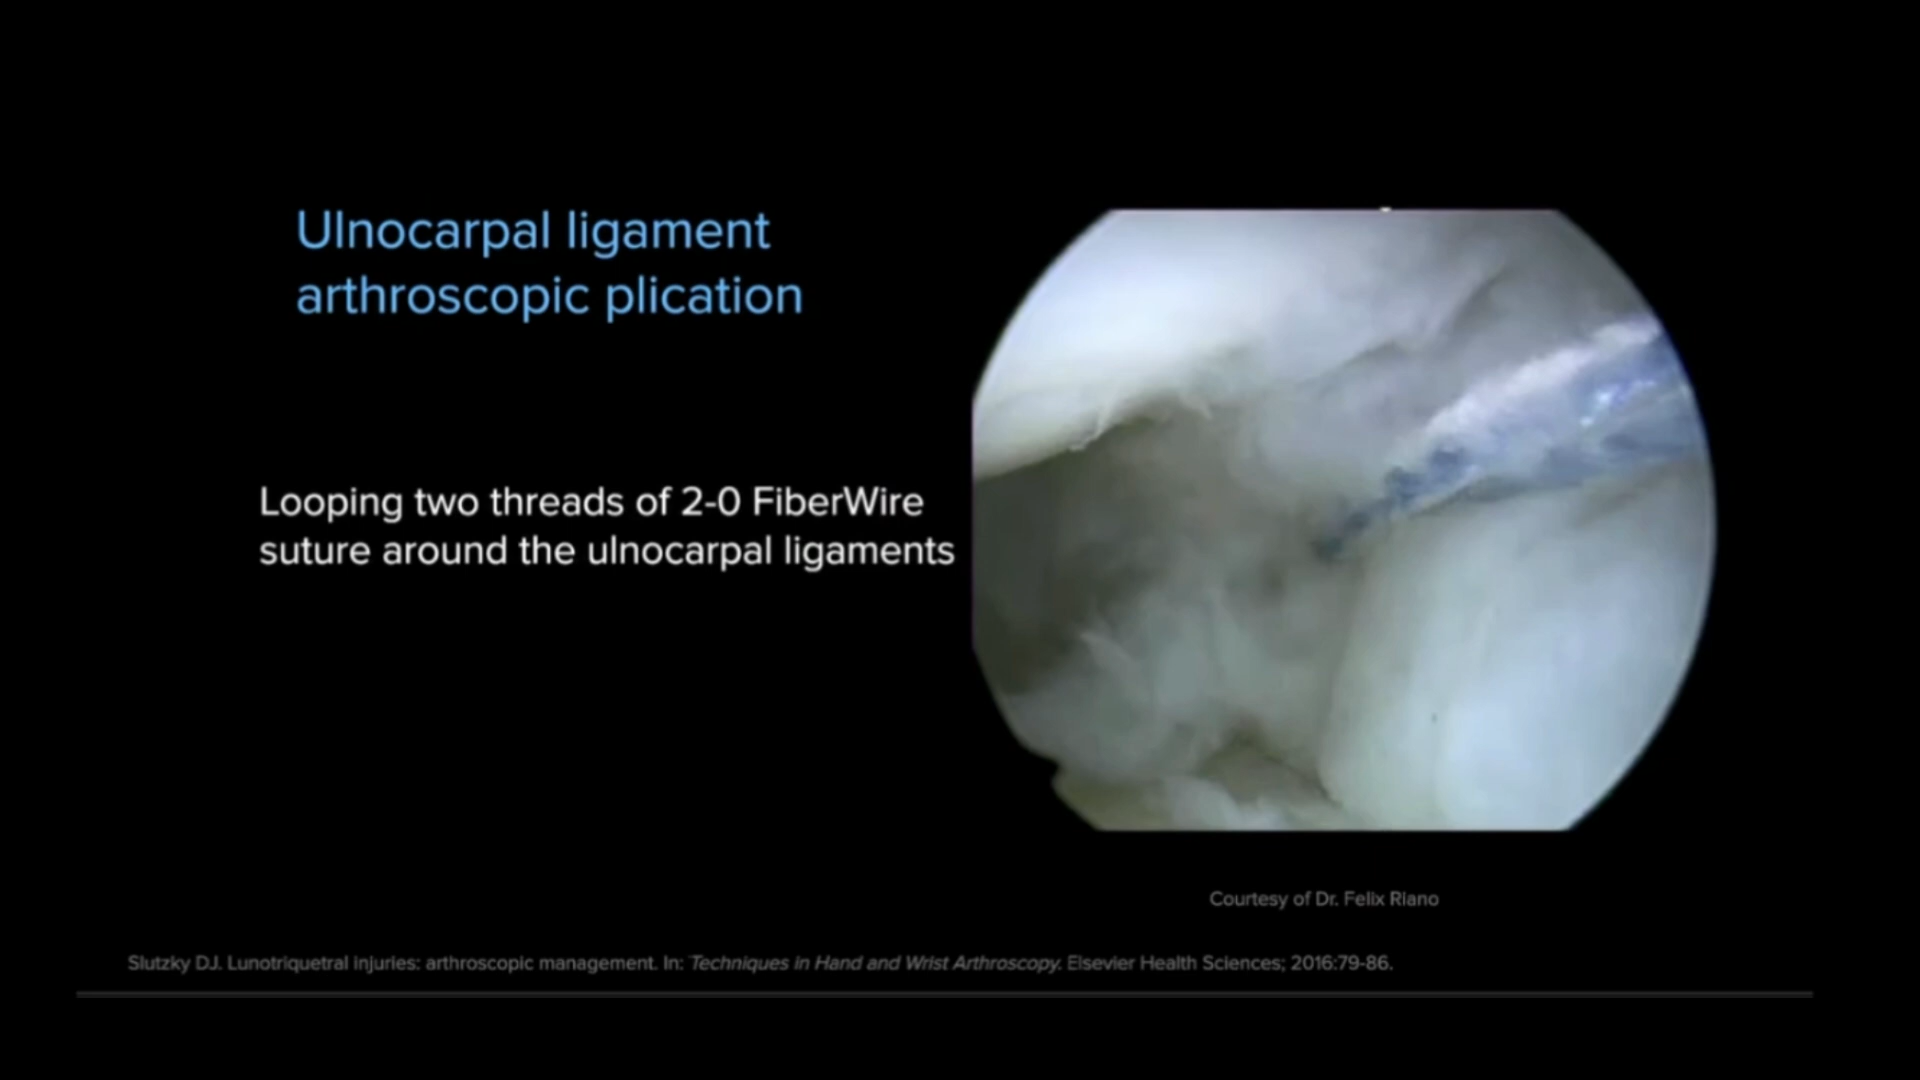 Ulnocarpal ligament
arthroscopic plication
Looping two threads of 2-0 FiberWire
suture around the ulnocarpal ligaments
Courtesy of Dr. Felix Riano
Slutzky DJ. Lunotriquetral injuries: arthroscopic management. In: Techniques in Hand and Wrist Arthroscopy. Elsevier Health Sciences; 2016:79-86.